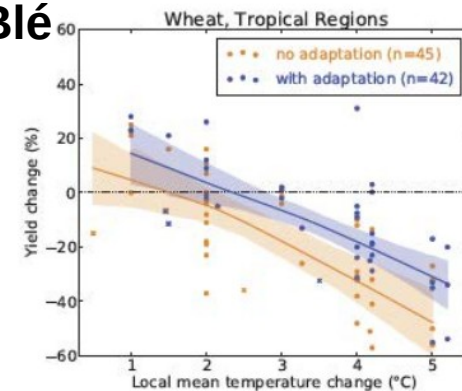 Blé
Wheat, Tropical Regions
no adaptation (n=45)
with adaptation (n=42)
Yield change (%)
60
40
20
0
−20
−40
−60
1 2 3 4 5
Local mean temperature change (°C)